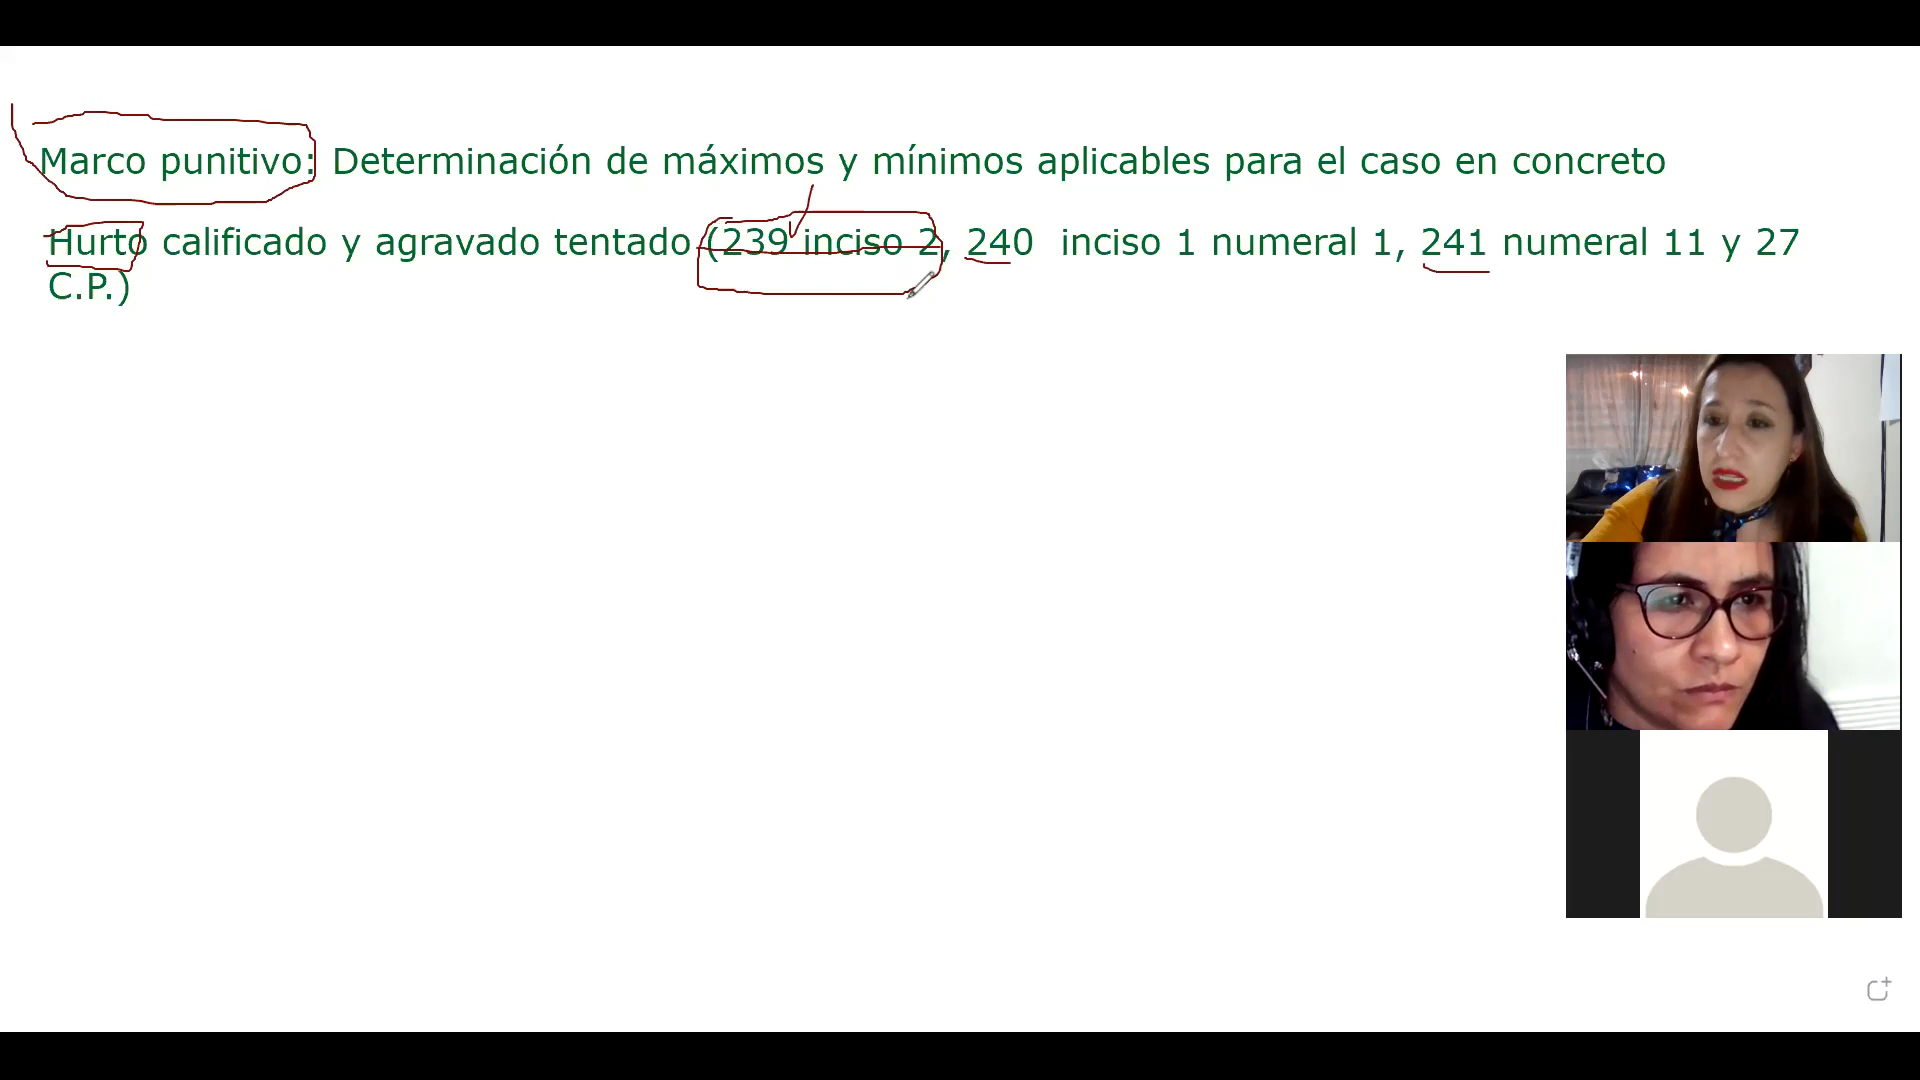 Marco punitivo: Determinación de máximos y mínimos aplicables para el caso en concreto
Hurto calificado y agravado tentado (239 inciso 2, 240 inciso 1 numeral 1, 241 numeral 11 y 27
C.P.)